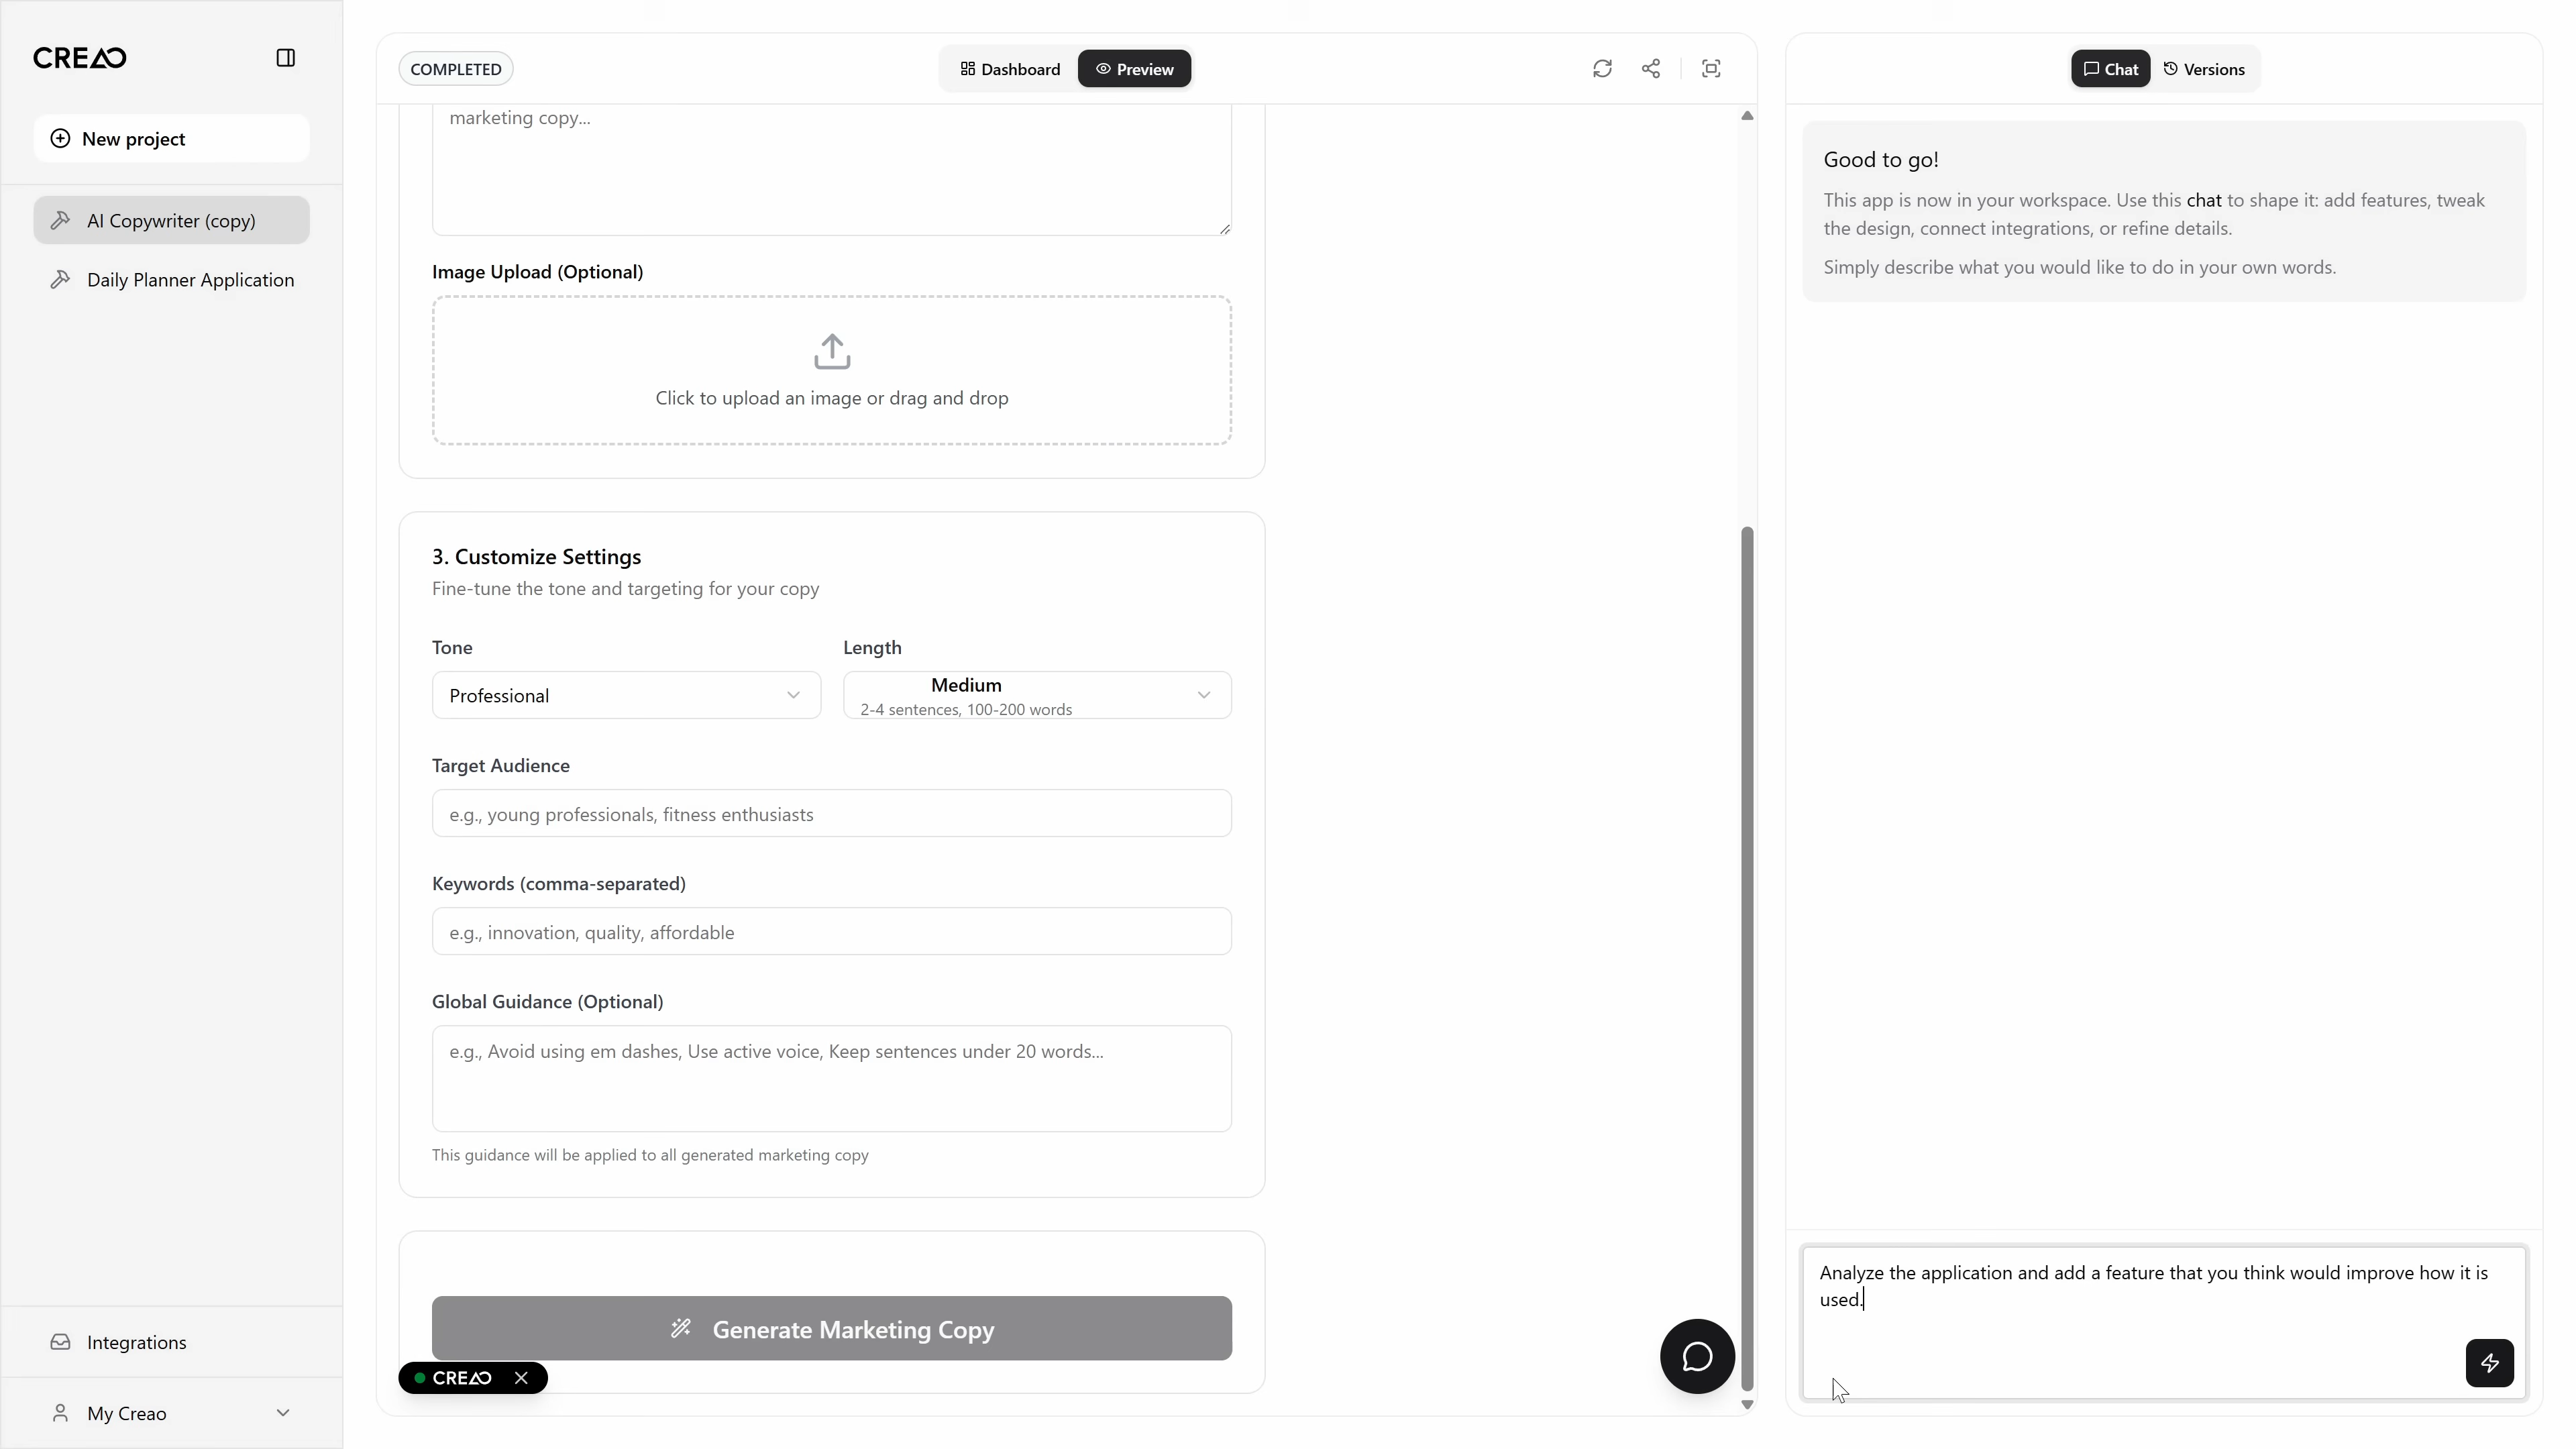 CREAO
New project
AI Copywriter (copy)
Daily Planner Application
Integrations
My Creao
COMPLETED
Dashboard
Preview
marketing copy...
Image Upload (Optional)
Click to upload an image or drag and drop
3. Customize Settings
Fine-tune the tone and targeting for your copy
Tone
Length
Professional
Medium
2-4 sentences, 100-200 words
Target Audience
e.g., young professionals, fitness enthusiasts
Keywords (comma-separated)
e.g., innovation, quality, affordable
Global Guidance (Optional)
e.g., Avoid using em dashes, Use active voice, Keep sentences under 20 words...
This guidance will be applied to all generated marketing copy
Generate Marketing Copy
CREAO
Chat
Versions
Good to go!
This app is now in your workspace. Use this chat to shape it: add features, tweak
the design, connect integrations, or refine details.
Simply describe what you would like to do in your own words.
Analyze the application and add a feature that you think would improve how it is
used.